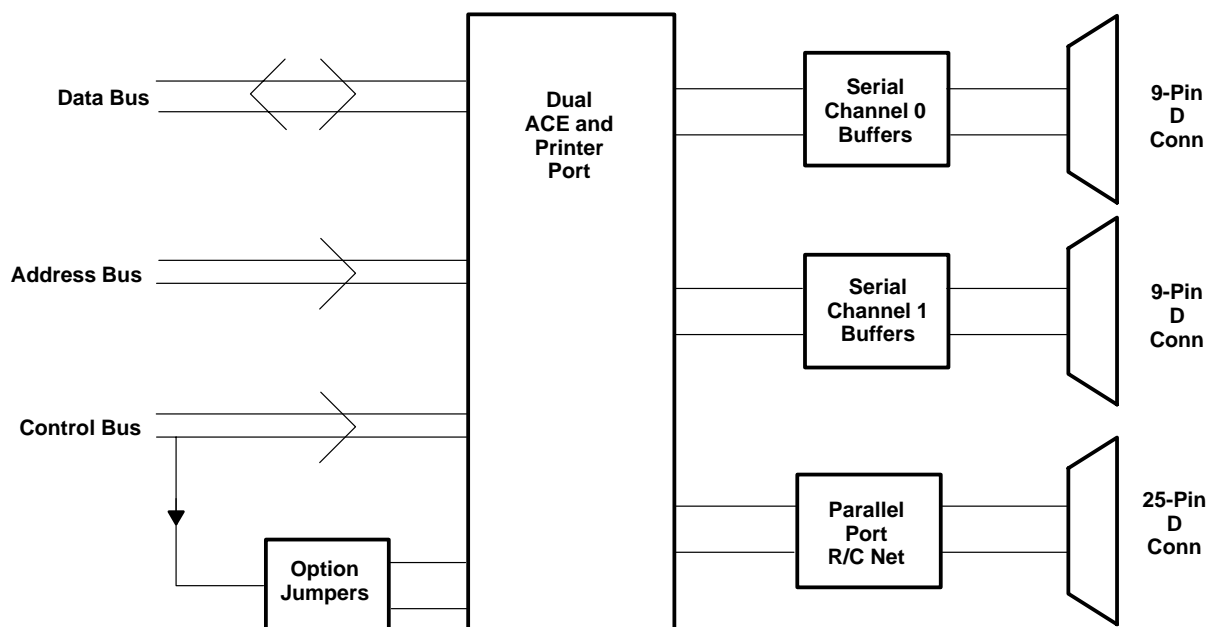 Data Bus
Address Bus
Control Bus
Option
Jumpers
Dual
ACE and
Printer
Port
Serial
Channel 0
Buffers
9-Pin
D
Conn
Serial
Channel 1
Buffers
9-Pin
D
Conn
Parallel
Port
R/C Net
25-Pin
D
Conn